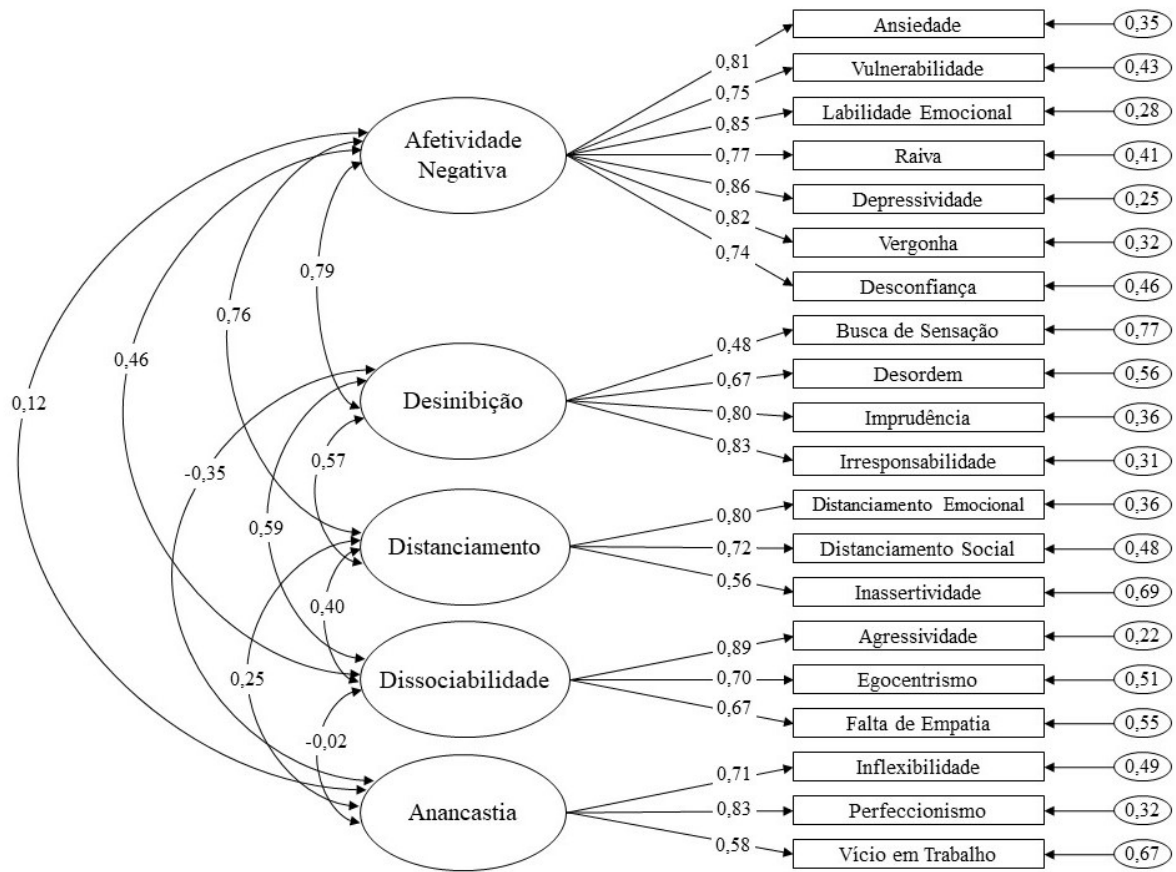 Ansiedade
0,35
0,81
Vulnerabilidade
0,43
0,75
Labilidade Emocional
0,28
0,85
Afetividade
Negativa
Raiva
0,41
0,77
Depressividade
0,25
0,86
Vergonha
0,32
0,82
Desconfiança
0,46
0,74
0,79
0,76
0,46
0,12
Busca de Sensação
0,77
0,48
Desordem
0,56
0,67
Desinibição
Imprudência
0,36
0,80
Irresponsabilidade
0,31
0,83
-0,35
0,57
0,59
Distanciamento Emocional
0,36
0,80
Distanciamento
Distanciamento Social
0,48
0,72
Inassertividade
0,69
0,56
0,40
0,25
Agressividade
0,22
0,89
Dissociabilidade
Egocentrismo
0,51
0,70
Falta de Empatia
0,55
0,67
-0,02
Inflexibilidade
0,49
0,71
Anancastia
Perfeccionismo
0,32
0,83
Vício em Trabalho
0,67
0,58